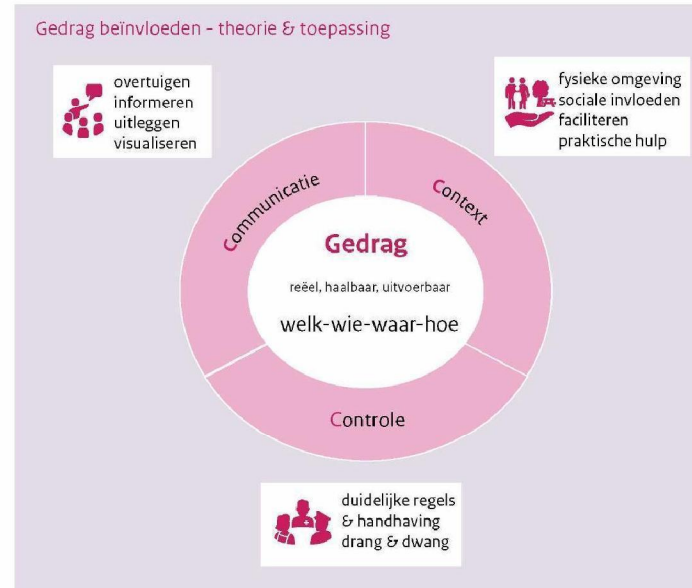 Gedrag beïnvloeden - theorie & toepassing
overtuigen
informeren
uitleggen
visualiseren
fysieke omgeving
sociale invloeden
faciliteren
praktische hulp
Communicatie
Context
Gedrag
reëel, haalbaar, uitvoerbaar
welk-wie-waar-hoe
Controle
duidelijke regels
& handhaving
drang & dwang